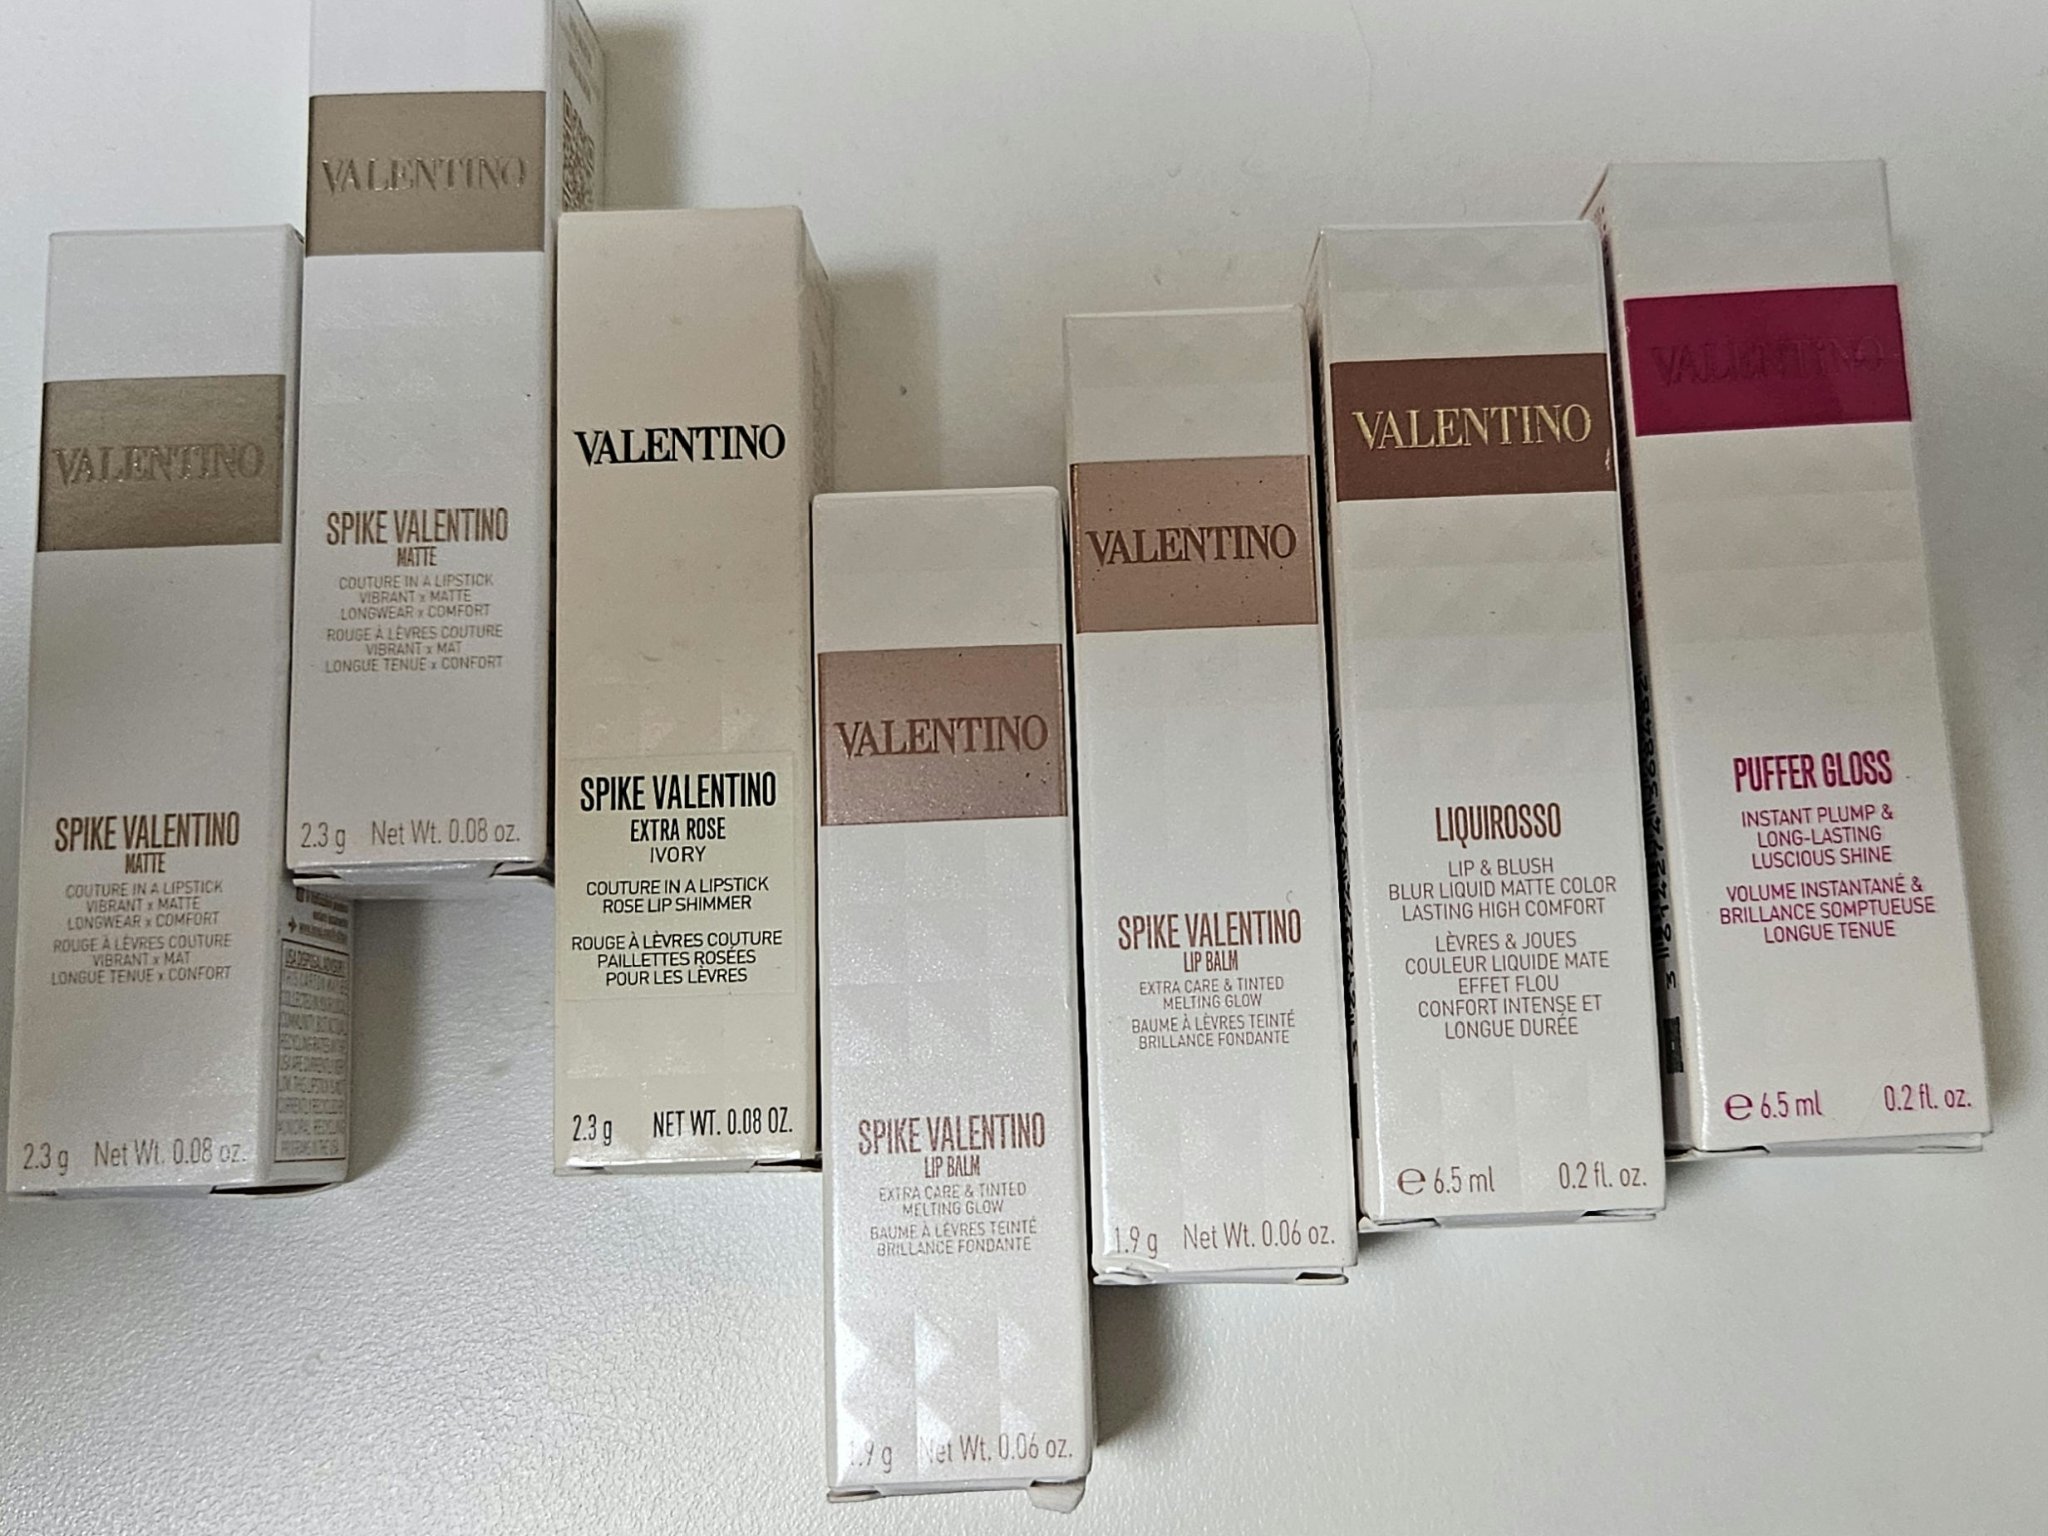 VALENTINO
SPIKE VALENTINO
MATTE
COUTURE IN A LIPSTICK
VIBRANT x MATTE
LONGWEAR x COMFORT
ROUGE À LÈVRES COUTURE
VIBRANT x MAT
LONGUE TENUE x CONFORT
2.3 g Net Wt. 0.08 oz.
VALENTINO
SPIKE VALENTINO
MATTE
COUTURE IN A LIPSTICK
VIBRANT x MATTE
LONGWEAR x COMFORT
ROUGE À LÈVRES COUTURE
VIBRANT x MAT
LONGUE TENUE x CONFORT
2.3 g Net Wt. 0.08 oz.
VALENTINO
SPIKE VALENTINO
EXTRA ROSE
IVORY
COUTURE IN A LIPSTICK
ROSE LIP SHIMMER
ROUGE À LÈVRES COUTURE
PAILLETTES ROSÉES
POUR LES LÈVRES
2.3 g NET WT. 0.08 OZ.
VALENTINO
SPIKE VALENTINO
LIP BALM
EXTRA CARE & TINTED
MELTING GLOW
BAUME À LÈVRES TEINTÉ
BRILLANCE FONDANTE
1.9 g Net Wt. 0.06 oz.
VALENTINO
SPIKE VALENTINO
LIP BALM
EXTRA CARE & TINTED
MELTING GLOW
BAUME À LÈVRES TEINTÉ
BRILLANCE FONDANTE
1.9 g Net Wt. 0.06 oz.
VALENTINO
LIQUIROSSO
LIP & BLUSH
BLUR LIQUID MATTE COLOR
LASTING HIGH COMFORT
LÈVRES & JOUES
COULEUR LIQUIDE MATE
EFFET FLOU
CONFORT INTENSE ET
LONGUE DURÉE
e 6.5 ml 0.2 fl. oz.
VALENTINO
PUFFER GLOSS
INSTANT PLUMP &
LONG-LASTING
LUSCIOUS SHINE
VOLUME INSTANTANÉ &
BRILLANCE SOMPTUEUSE
LONGUE TENUE
e 6.5 ml 0.2 fl. oz.